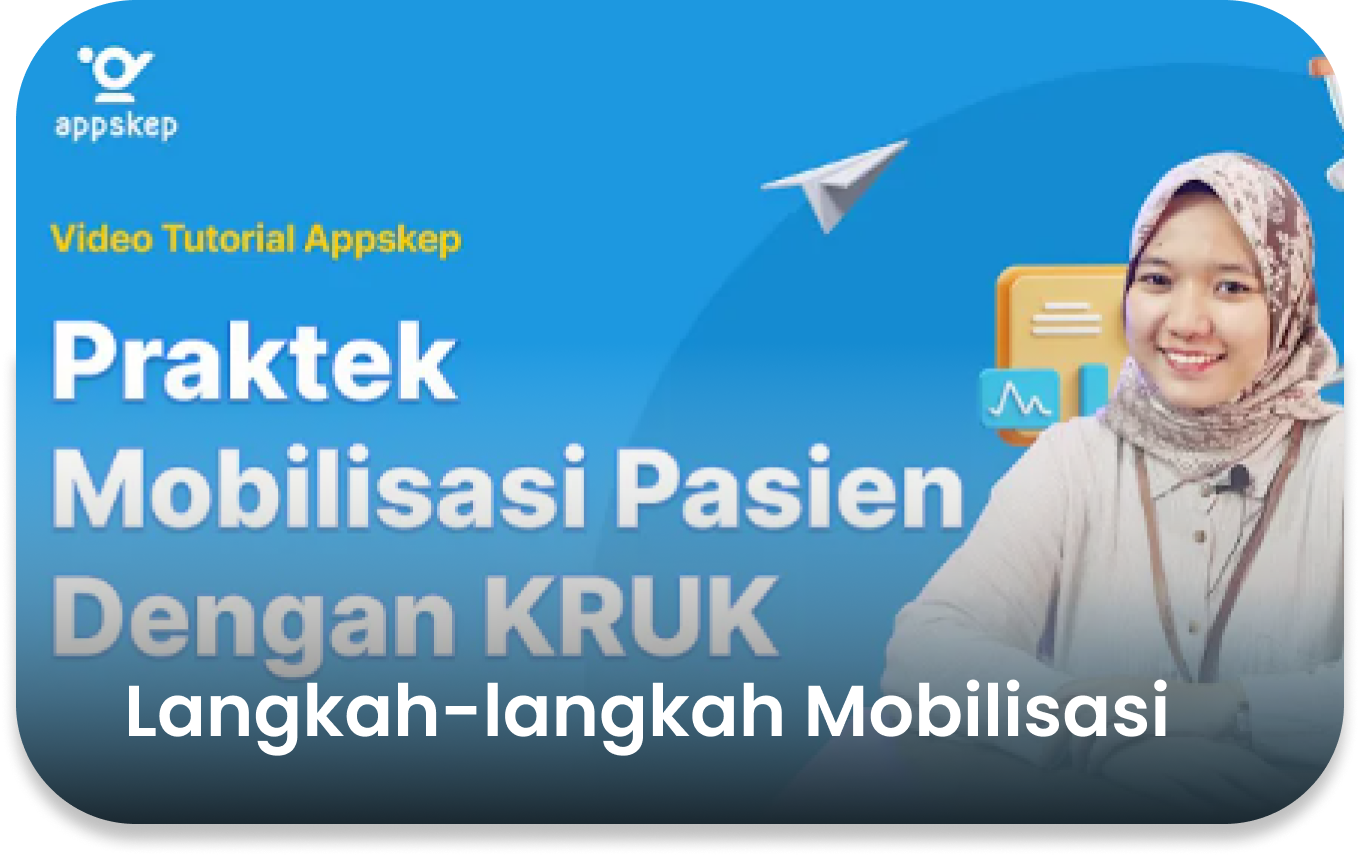 appskep
Video Tutorial Appskep
Praktek
Mobilisasi Pasien
Dengan KRUK
Langkah-langkah Mobilisasi